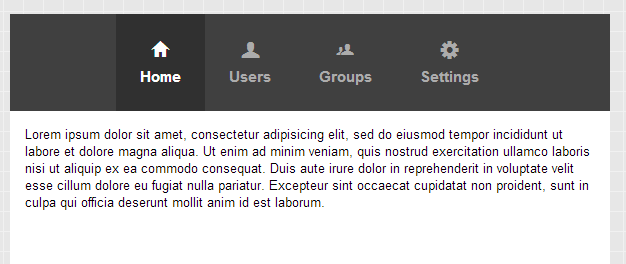 Home Users Groups Settings
Lorem ipsum dolor sit amet, consectetur adipisicing elit, sed do eiusmod tempor incididunt ut
labore et dolore magna aliqua. Ut enim ad minim veniam, quis nostrud exercitation ullamco laboris
nisi ut aliquip ex ea commodo consequat. Duis aute irure dolor in reprehenderit in voluptate velit
esse cillum dolore eu fugiat nulla pariatur. Excepteur sint occaecat cupidatat non proident, sunt in
culpa qui officia deserunt mollit anim id est laborum.